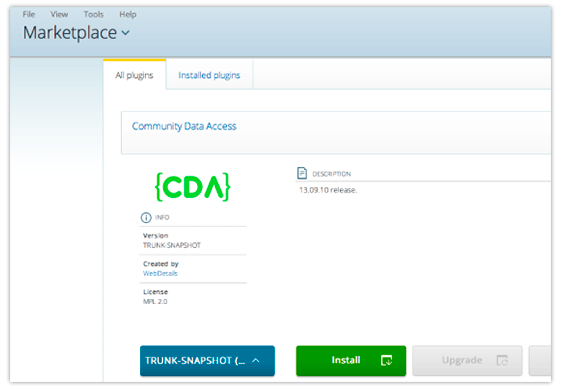 File View Tools Help
Marketplace
All plugins Installed plugins
Community Data Access
{CDA}
DESCRIPTION
13.09.10 release.
INFO
Version
TRUNK-SNAPSHOT
Created by
WebDetails
License
MPL 2.0
TRUNK-SNAPSHOT (... Install Upgrade